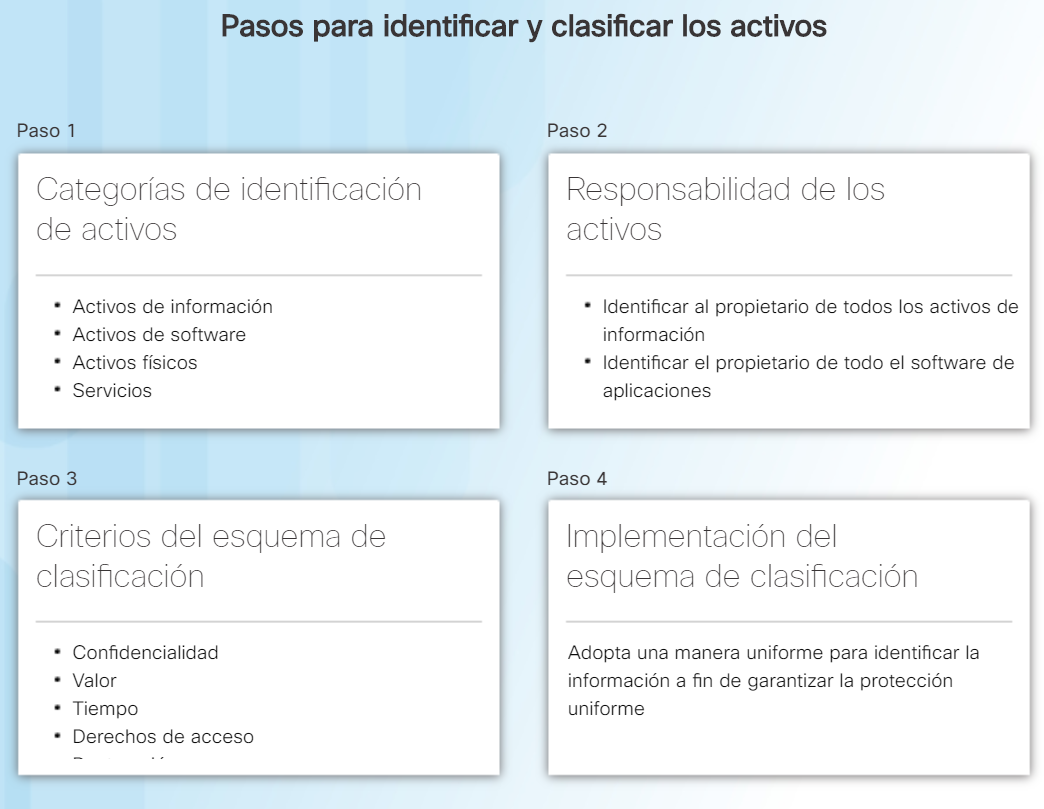 Pasos para identificar y clasificar los activos
Paso 1
Categorías de identificación
de activos
• Activos de información
• Activos de software
• Activos físicos
• Servicios
Paso 2
Responsabilidad de los
activos
• Identificar al propietario de todos los activos de
información
• Identificar el propietario de todo el software de
aplicaciones
Paso 3
Criterios del esquema de
clasificación
• Confidencialidad
• Valor
• Tiempo
• Derechos de acceso
Paso 4
Implementación del
esquema de clasificación
Adopta una manera uniforme para identificar la
información a fin de garantizar la protección
uniforme